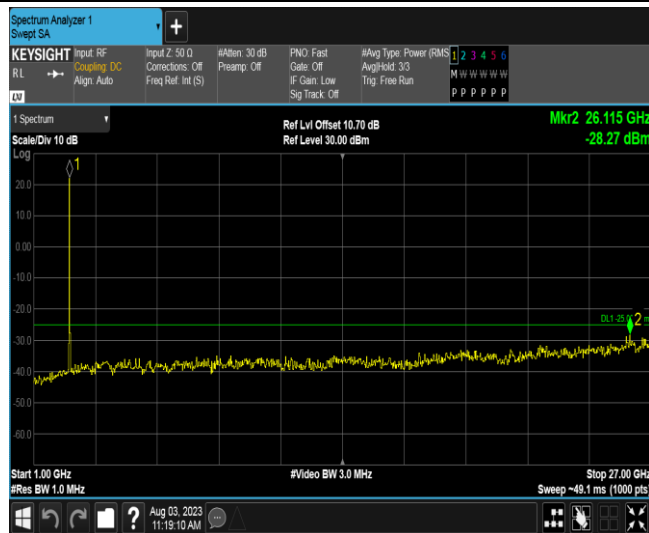 Spectrum Analyzer 1
Swept SA
+
KEYSIGHT
RL
LXI
Input: RF
Coupling: DC
Align: Auto
Input Z: 50 Ω
Corrections: Off
Freq Ref: Int (S)
#Atten: 30 dB
Preamp: Off
PNO: Fast
Gate: Off
IF Gain: Low
Sig Track: Off
#Avg Type: Power (RMS
Avg|Hold: 3/3
Trig: Free Run
1 2 3 4 5 6
M W W W W W
P P P P P P
1 Spectrum
Scale/Div 10 dB
Log
Ref Lvl Offset 10.70 dB
Ref Level 30.00 dBm
Mkr2 26.115 GHz
-28.27 dBm
1
20.0
10.0
0.00
-10.0
-20.0
-30.0
-40.0
-50.0
-60.0
DL1 -25.0
2
Start 1.00 GHz
#Res BW 1.0 MHz
#Video BW 3.0 MHz
Stop 27.00 GHz
Sweep ~49.1 ms (1000 pts)
?
Aug 03, 2023
11:19:10 AM